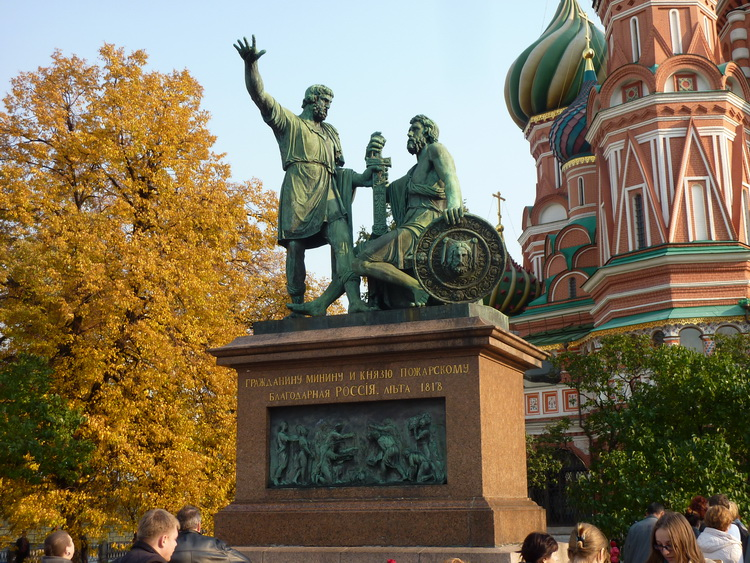 ГРАЖДАНИНУ МИНИНУ И КНЯЗЮ ПОЖАРСКОМУ
БЛАГОДАРНАЯ РОССІЯ. ЛѢТА 1818